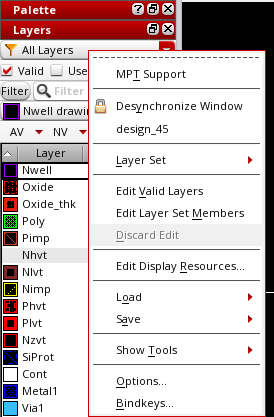 Palette
Layers
All Layers
Valid
Use
Filter
Filter
Nwell drawi
AV
NV
Layer
Nwell
Oxide
Oxide_thk
Poly
Pimp
Nhvt
Nlvt
Nimp
Phvt
Plvt
Nzvt
SiProt
Cont
Metal1
Via1
MPT Support
Desynchronize Window
design_45
Layer Set
Edit Valid Layers
Edit Layer Set Members
Discard Edit
Edit Display Resources...
Load
Save
Show Tools
Options...
Bindkeys...